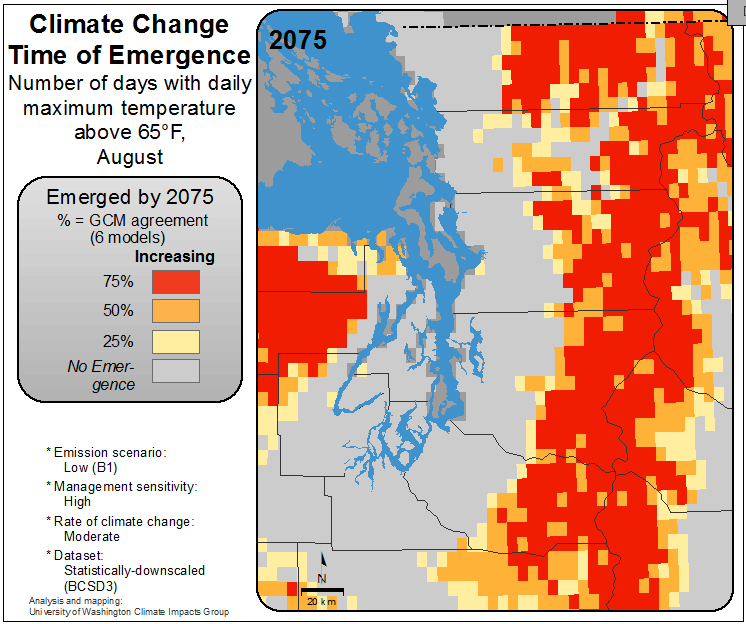 Climate Change
Time of Emergence
Number of days with daily
maximum temperature
above 65°F,
August
Emerged by 2075
% = GCM agreement
(6 models)
Increasing
75%
50%
25%
No Emer-
gence
* Emission scenario:
Low (B1)
* Management sensitivity:
High
* Rate of climate change:
Moderate
* Dataset:
Statistically-downscaled
(BCSD3)
Analysis and mapping:
University of Washington Climate Impacts Group
2075
N
20 km